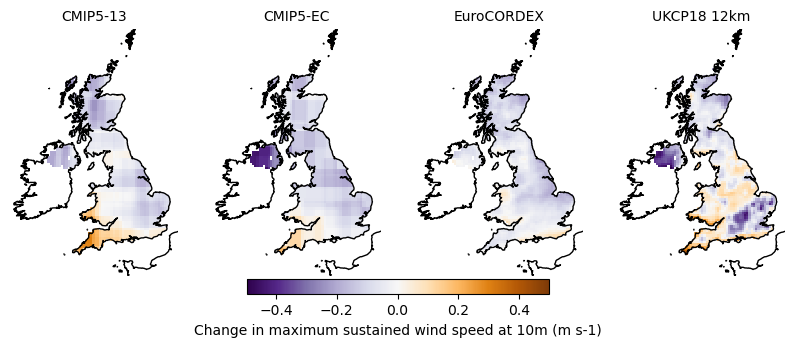 CMIP5-13 CMIP5-EC EuroCORDEX UKCP18 12km
−0.4 −0.2 0.0 0.2 0.4
Change in maximum sustained wind speed at 10m (m s-1)